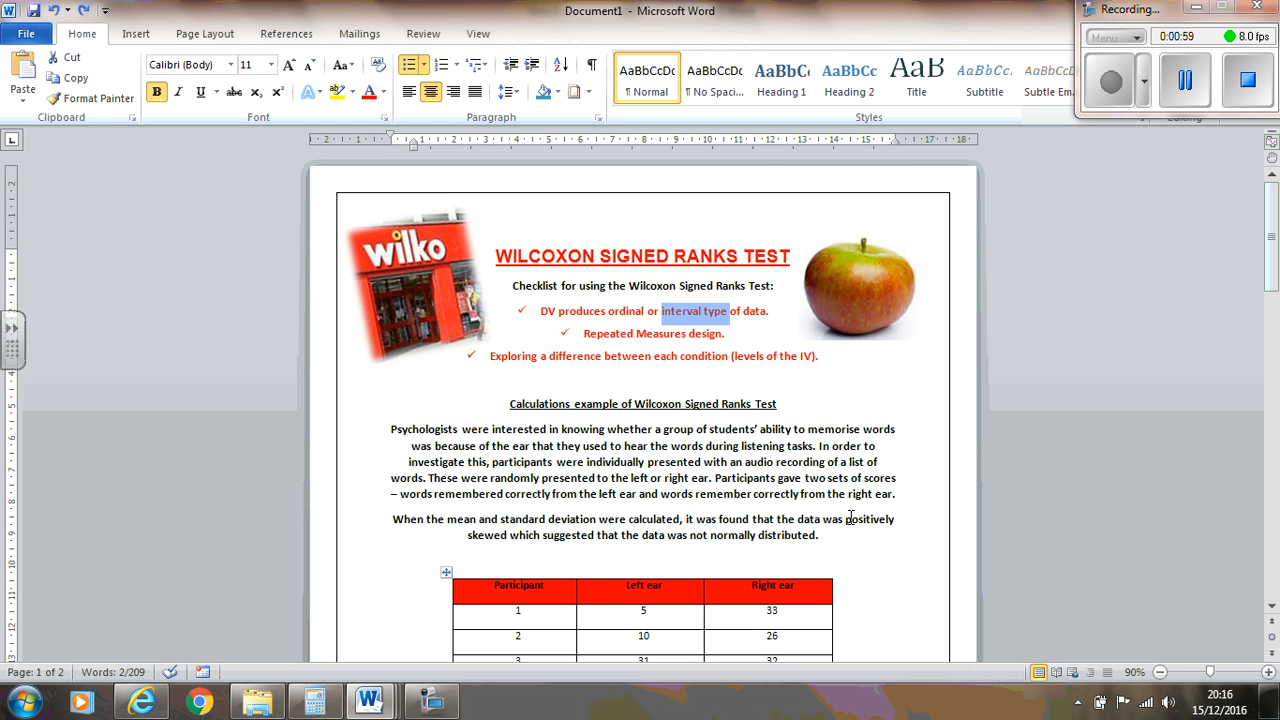 Document1 - Microsoft Word
Recording...
File Home Insert Page Layout References Mailings Review View
Menu 0:00:59 8.0 fps
Cut
Copy
Format Painter
Paste
Calibri (Body) 11
AaBbCcDc AaBbCcDc AaBbCc AaBbCc AaB AaBbCcDc AaBbCcDc
¶ Normal ¶ No Spaci... Heading 1 Heading 2 Title Subtitle Subtle Em...
Clipboard Font Paragraph Styles
wilko
WILCOXON SIGNED RANKS TEST
Checklist for using the Wilcoxon Signed Ranks Test:
✓ DV produces ordinal or interval type of data.
✓ Repeated Measures design.
✓ Exploring a difference between each condition (levels of the IV).
Calculations example of Wilcoxon Signed Ranks Test
Psychologists were interested in knowing whether a group of students' ability to memorise words
was because of the ear that they used to hear the words during listening tasks. In order to
investigate this, participants were individually presented with an audio recording of a list of
words. These were randomly presented to the left or right ear. Participants gave two sets of scores
– words remembered correctly from the left ear and words remember correctly from the right ear.
When the mean and standard deviation were calculated, it was found that the data was positively
skewed which suggested that the data was not normally distributed.
Participant Left ear Right ear
1 5 33
2 10 26
3 31 32
Page: 1 of 2 Words: 2/209 90%
20:16
15/12/2016